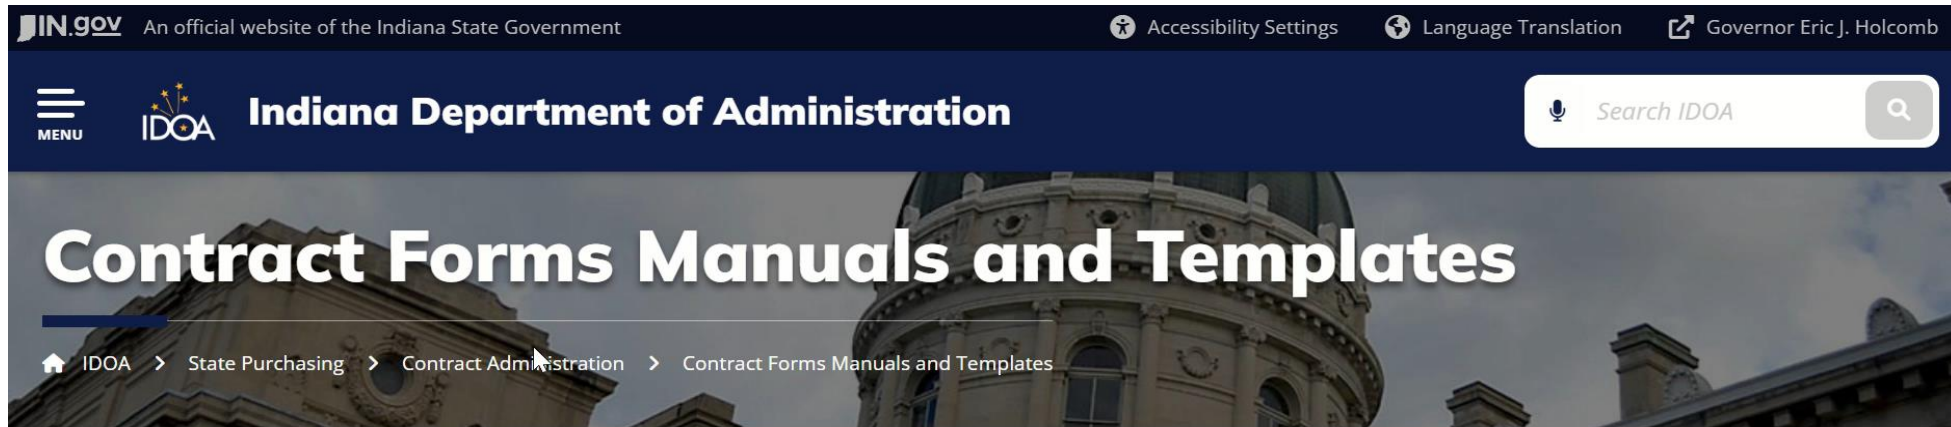 IN.gov An official website of the Indiana State Government Accessibility Settings Language Translation Governor Eric J. Holcomb
MENU IDOA Indiana Department of Administration Search IDOA
Contract Forms Manuals and Templates
IDOA > State Purchasing > Contract Administration > Contract Forms Manuals and Templates